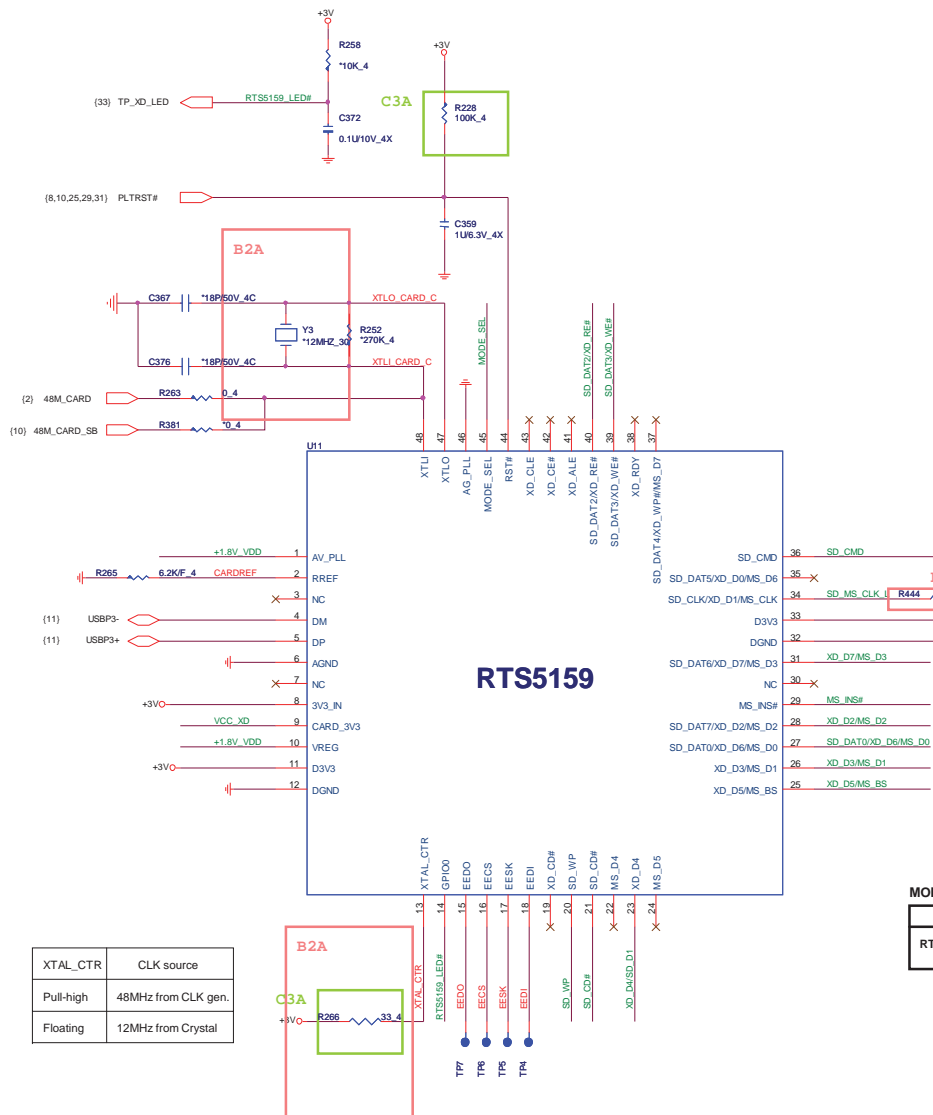 +3V
R258
*10K_4
+3V
{33} TP_XD_LED
RTS5159_LED#
C3A
R228
100K_4
C372
0.1U/10V_4X
{8,10,25,29,31} PLTRST#
C359
1U/6.3V_4X
B2A
C367
*18P/50V_4C
XTLO_CARD_C
Y3
*12MHZ_30
R252
*270K_4
C376
*18P/50V_4C
XTLI_CARD_C
MODE_SEL
SD_DAT2/XD_RE#
SD_DAT3/XD_WE#
{2} 48M_CARD
R263
0_4
{10} 48M_CARD_SB
R381
*0_4
U11
48
47
46
45
44
43
42
41
40
39
38
37
XTLI
XTLO
AG_PLL
MODE_SEL
RST#
XD_CLE
XD_CE#
XD_ALE
SD_DAT2/XD_RE#
SD_DAT3/XD_WE#
XD_RDY
SD_DAT4/XD_WP#/MS_D7
+1.8V_VDD 1 AV_PLL
R265 6.2K/F_4 CARDREF 2 RREF
3 NC
{11} USBP3- 4 DM
{11} USBP3+ 5 DP
6 AGND
7 NC
+3V 8 3V3_IN
VCC_XD 9 CARD_3V3
+1.8V_VDD 10 VREG
+3V 11 D3V3
12 DGND
RTS5159
SD_CMD 36 SD_CMD
SD_DAT5/XD_D0/MS_D6 35
SD_CLK/XD_D1/MS_CLK 34 SD_MS_CLK_L R444
D3V3 33
DGND 32
SD_DAT6/XD_D7/MS_D3 31 XD_D7/MS_D3
NC 30
MS_INS# 29 MS_INS#
SD_DAT7/XD_D2/MS_D2 28 XD_D2/MS_D2
SD_DAT0/XD_D6/MS_D0 27 SD_DAT0/XD_D6/MS_D0
XD_D3/MS_D1 26 XD_D3/MS_D1
XD_D5/MS_BS 25 XD_D5/MS_BS
XTAL_CTR
GPIO0
EEDO
EECS
EESK
EEDI
XD_CD#
SD_WP
SD_CD#
MS_D4
XD_D4
MS_D5
13
14
15
16
17
18
19
20
21
22
23
24
XTAL_CTR
RTS5159_LED#
EEDO
EECS
EESK
EEDI
SD_WP
SD_CD#
XD_D4/SD_D1
B2A
C3A
+3V
R266
33_4
TP7
TP6
TP5
TP4
XTAL_CTR CLK source
Pull-high 48MHz from CLK gen.
Floating 12MHz from Crystal